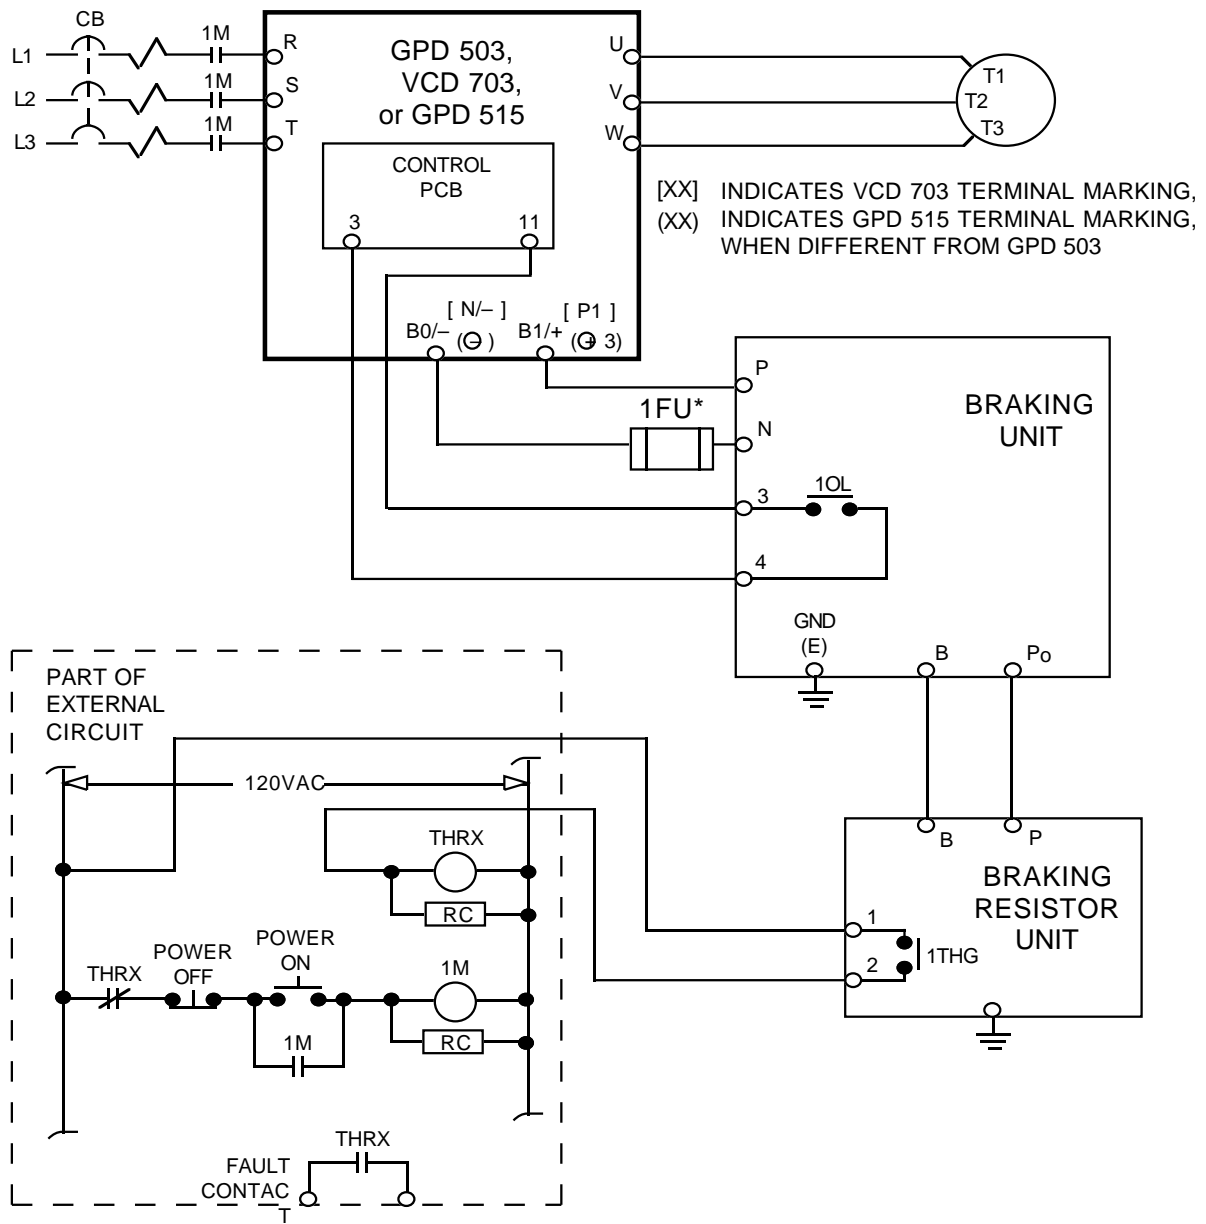 CB
L1
1M
R
L2
1M
S
L3
1M
T
GPD 503,
VCD 703,
or GPD 515
U
V
W
T1
T2
T3
CONTROL
PCB
3
11
[XX] INDICATES VCD 703 TERMINAL MARKING,
(XX) INDICATES GPD 515 TERMINAL MARKING,
WHEN DIFFERENT FROM GPD 503
[ N/– ]
B0/– (– )
[ P1 ]
B1/+ (+ 3)
1FU*
P
N
BRAKING
UNIT
3
1OL
4
GND
(E)
B
Po
PART OF
EXTERNAL
CIRCUIT
120VAC
THRX
RC
B
P
BRAKING
RESISTOR
UNIT
1
2
1THG
THRX
POWER
OFF
POWER
ON
1M
1M
RC
THRX
FAULT
CONTAC
T